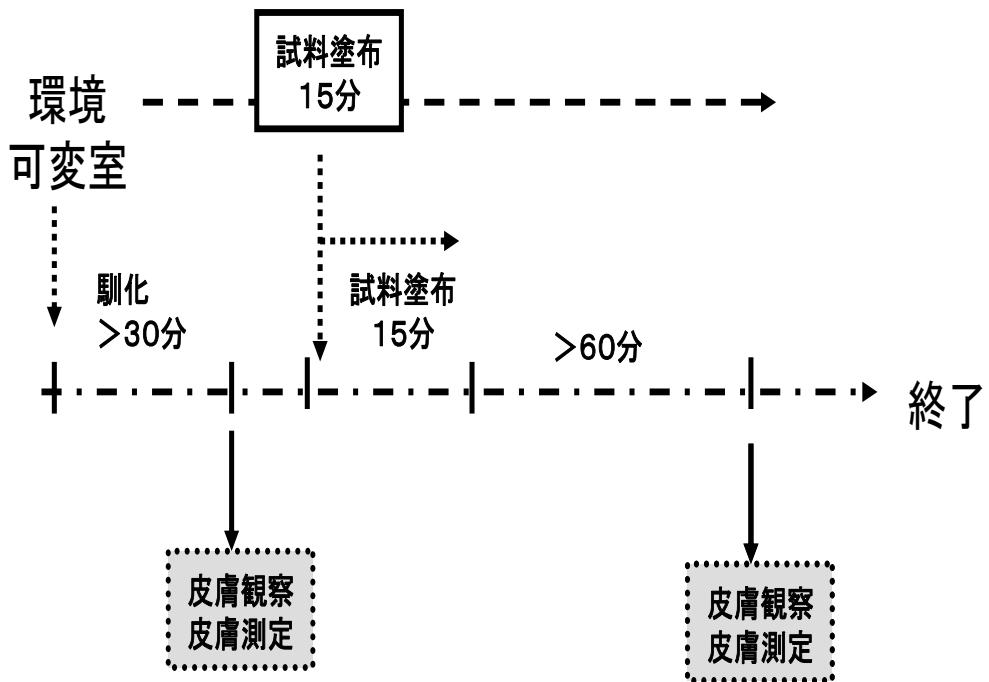 試料塗布
15分
環境
可変室
馴化
＞30分
試料塗布
15分
＞60分
終了
皮膚観察
皮膚測定
皮膚観察
皮膚測定